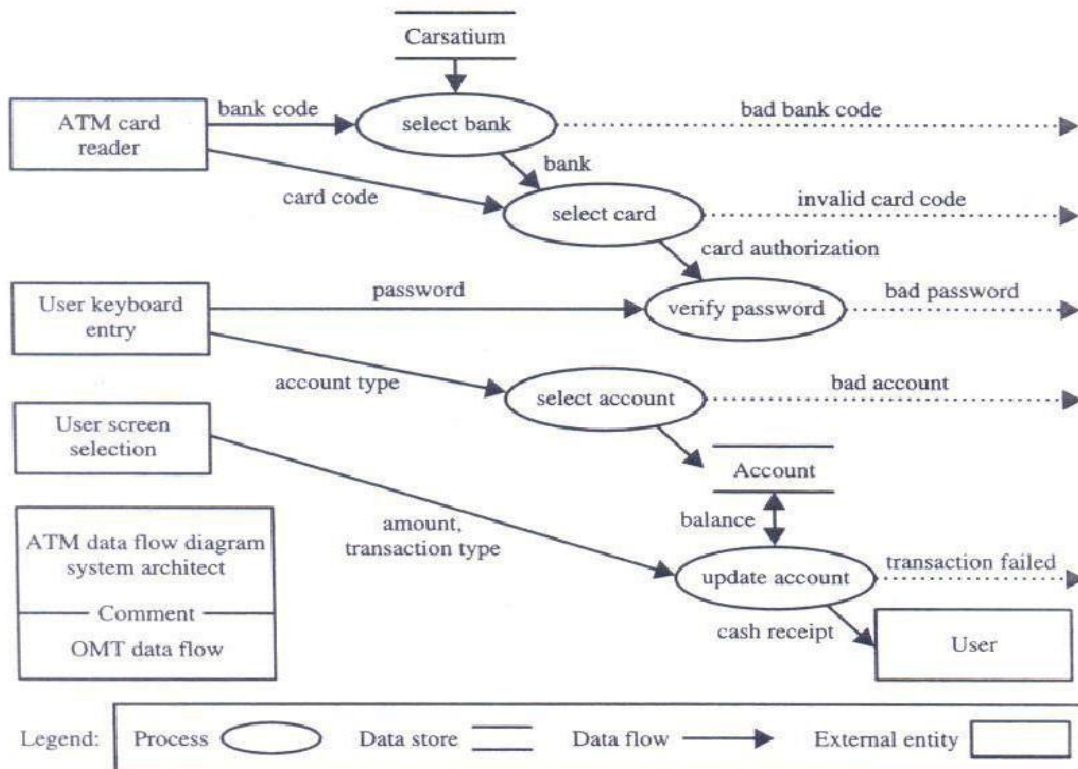 Carsatium
bank code
ATM card
reader
select bank
bad bank code
bank
card code
select card
invalid card code
card authorization
User keyboard
entry
password
verify password
bad password
account type
select account
bad account
User screen
selection
Account
balance
amount,
transaction type
ATM data flow diagram
system architect
Comment
OMT data flow
update account
transaction failed
cash receipt
User
Legend: Process Data store Data flow External entity